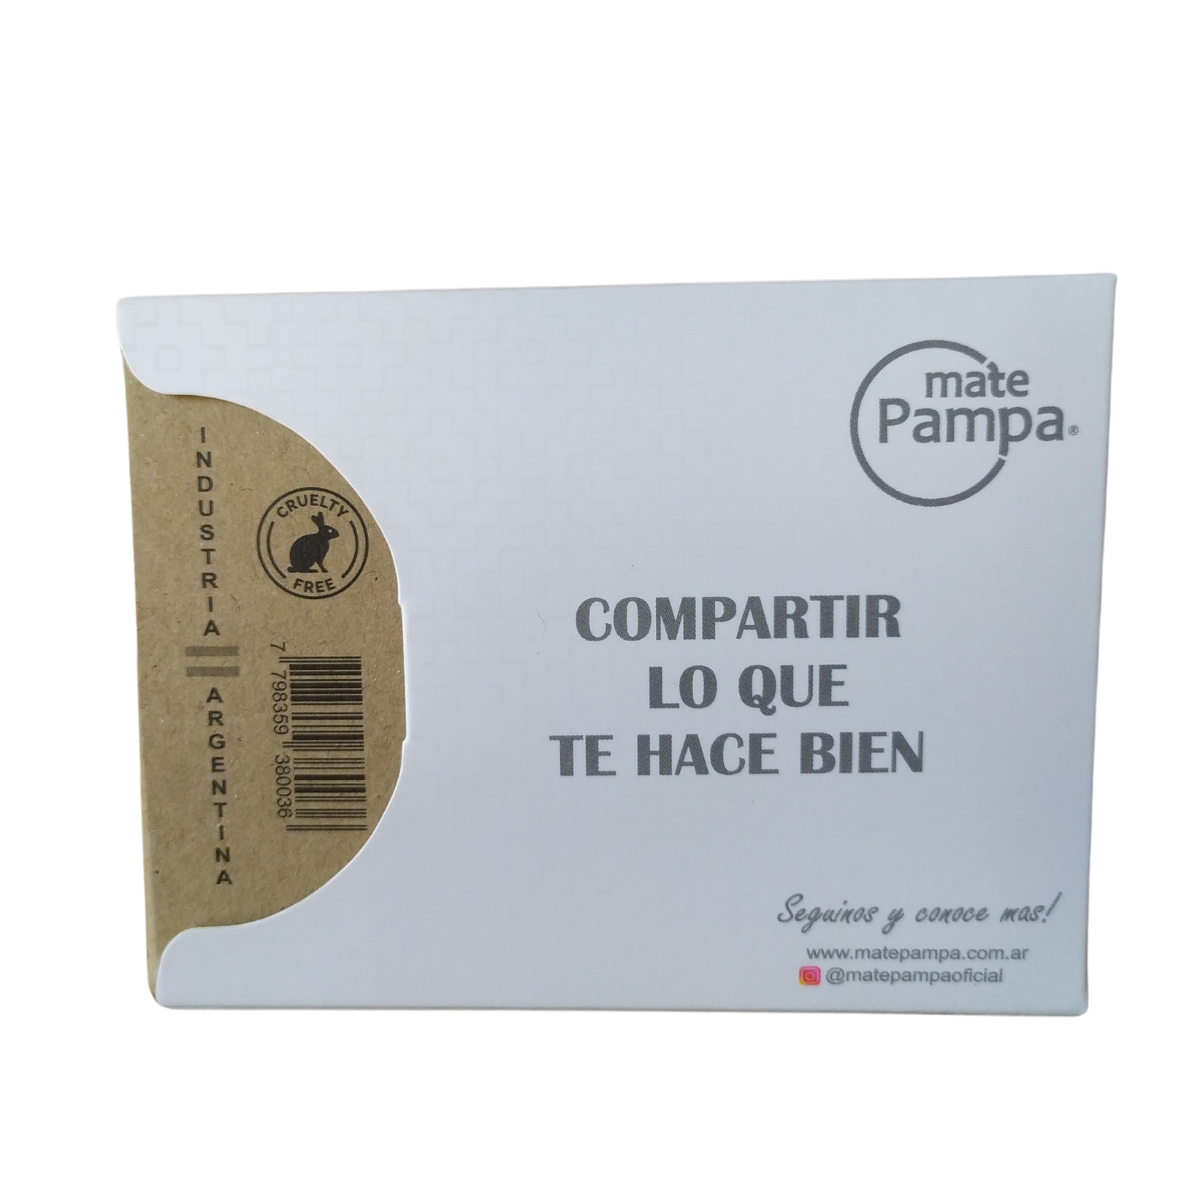 mate
Pampa®
COMPARTIR
LO QUE
TE HACE BIEN
Seguinos y conoce mas!
www.matepampa.com.ar
@matepampaoficial
INDUSTRIA
ARGENTINA
CRUELTY
FREE
7 798359 380036